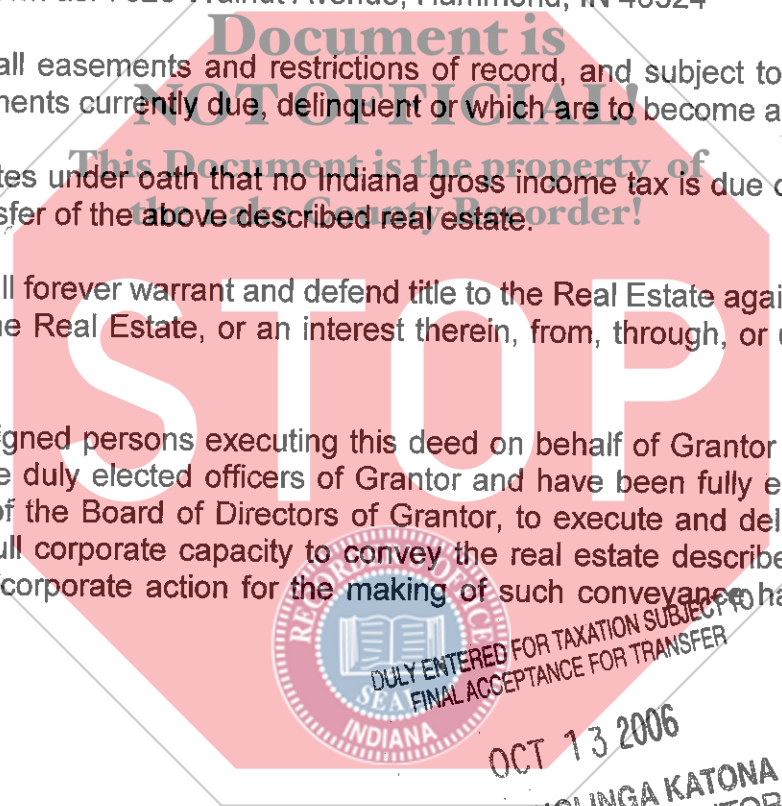 Walnut Avenue, Hammond, IN 46324
Document is
all easements and restrictions of record, and subject to
ments currently due, delinquent or which are to become a
NOT OFFICIAL!
This Document is the property of
tes under oath that no Indiana gross income tax is due o
the Lake County Recorder!
sfer of the above described real estate.
ll forever warrant and defend title to the Real Estate agai
ne Real Estate, or an interest therein, from, through, or u
STOP
gned persons executing this deed on behalf of Grantor
e duly elected officers of Grantor and have been fully e
of the Board of Directors of Grantor, to execute and del
ull corporate capacity to convey the real estate describe
corporate action for the making of such conveyance ha
RECORDER'S OFFICE
SEAL
INDIANA
DULY ENTERED FOR TAXATION SUBJECT TO
FINAL ACCEPTANCE FOR TRANSFER
OCT 13 2006
KATONA